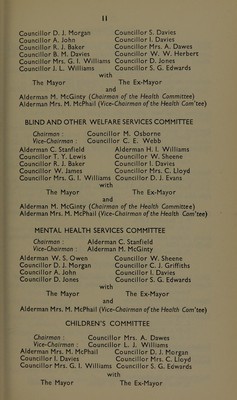 11
Councillor D. J. Morgan Councillor S. Davies
Councillor A. John Councillor I. Davies
Councillor R. J. Baker Councillor Mrs. A. Dawes
Councillor B. M. Davies Councillor W. W. Herbert
Councillor Mrs. G. I. Williams Councillor D. Jones
Councillor J. L. Williams Councillor S. G. Edwards
with
The Mayor The Ex-Mayor
and
Alderman M. McGinty (Chairman of the Health Committee)
Alderman Mrs. M. McPhail (Vice-Chairman of the Health Com'tee)
BLIND AND OTHER WELFARE SERVICES COMMITTEE
Chairman : Councillor M. Osborne
Vice-Chairman : Councillor C. E. Webb
Alderman C. Stanfield Alderman H. I. Williams
Councillor T. Y. Lewis Councillor W. Sheene
Councillor R. J. Baker Councillor I. Davies
Councillor W. James Councillor Mrs. C. Lloyd
Councillor Mrs. G. I. Williams Councillor D. J. Evans
with
The Mayor The Ex-Mayor
and
Alderman M. McGinty (Chairman of the Health Committee)
Alderman Mrs. M. McPhail (Vice-Chairman of the Health Com'tee)
MENTAL HEALTH SERVICES COMMITTEE
Chairman : Alderman C. Stanfield
Vice-Chairman : Alderman M. McGinty
Alderman W. S. Owen Councillor W. Sheene
Councillor D. J. Morgan Councillor C. J. Griffiths
Councillor A. John Councillor I. Davies
Councillor D. Jones Councillor S. G. Edwards
with
The Mayor The Ex-Mayor
and
Alderman Mrs. M. McPhail (Vice-Chairman of the Health Com'tee)
CHILDREN'S COMMITTEE
Chairman : Councillor Mrs. A. Dawes
Vice-Chairman : Councillor L. J. Williams
Alderman Mrs. M. McPhail Councillor D. J. Morgan
Councillor I. Davies Councillor Mrs. C. Lloyd
Councillor Mrs. G. I. Williams Councillor S. G. Edwards
with
The Mayor The Ex-Mayor